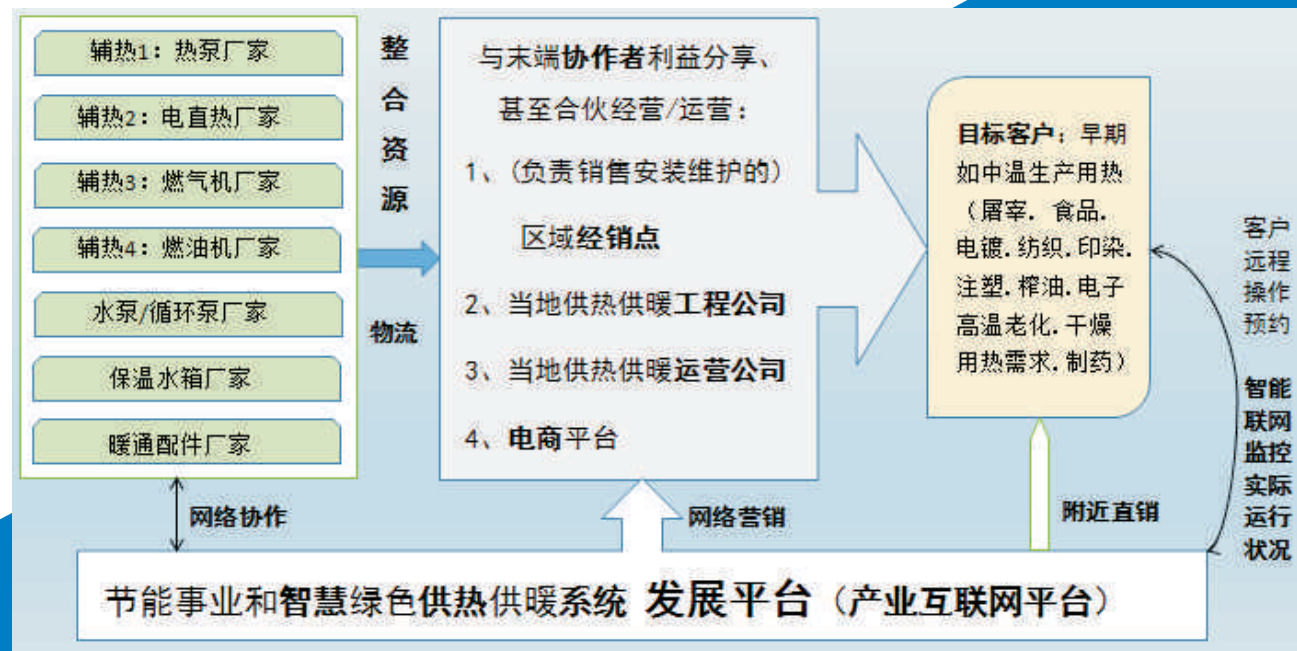 辅热1：热泵厂家
辅热2：电直热厂家
辅热3：燃气机厂家
辅热4：燃油机厂家
水泵/循环泵厂家
保温水箱厂家
暖通配件厂家
整
合
资
源
物流
与末端协作者利益分享、
甚至合伙经营/运营：
1、(负责销售安装维护的)
区域经销点
2、当地供热供暖工程公司
3、当地供热供暖运营公司
4、电商平台
目标客户：早期
如中温生产用热
（屠宰．食品．
电镀．纺织．印染．
注塑．榨油．电子
高温老化．干燥
用热需求．制药）
客户
远程
操作
预约
智能
联网
监控
实际
运行
状况
网络协作
网络营销
附近直销
节能事业和智慧绿色供热供暖系统 发展平台（产业互联网平台）